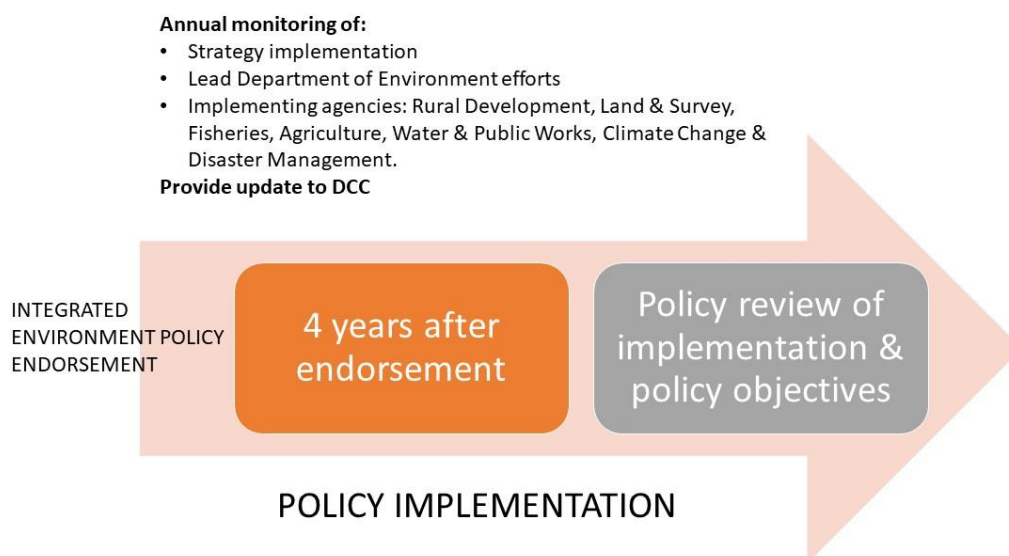 Annual monitoring of:
• Strategy implementation
• Lead Department of Environment efforts
• Implementing agencies: Rural Development, Land & Survey,
Fisheries, Agriculture, Water & Public Works, Climate Change &
Disaster Management.
Provide update to DCC
INTEGRATED
ENVIRONMENT POLICY
ENDORSEMENT
4 years after
endorsement
Policy review of
implementation &
policy objectives
POLICY IMPLEMENTATION